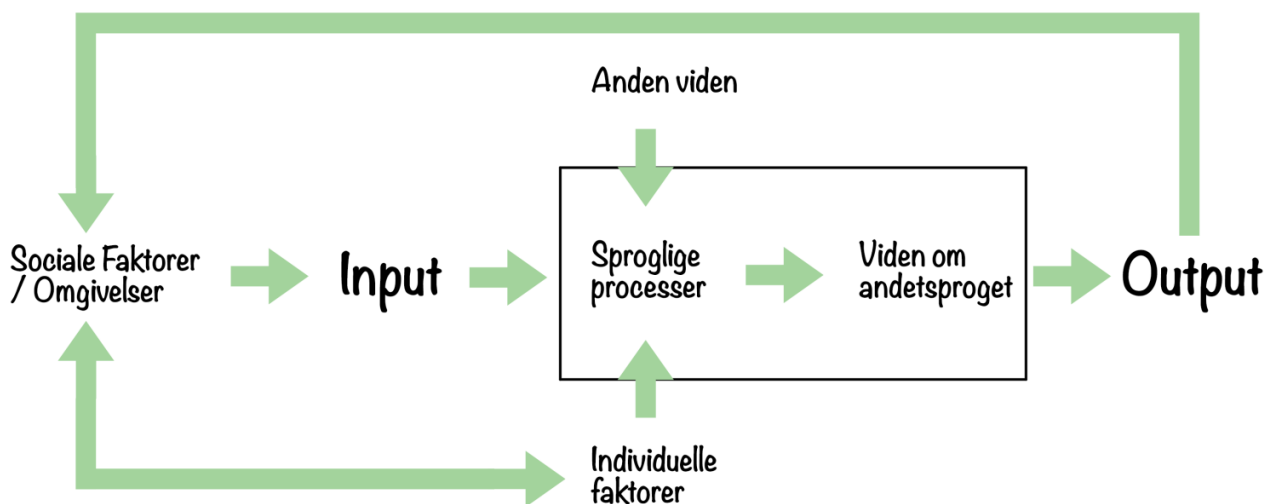 Anden viden
Sociale Faktorer
/ Omgivelser
Input
Sproglige
processer
Viden om
andetsproget
Output
Individuelle
faktorer